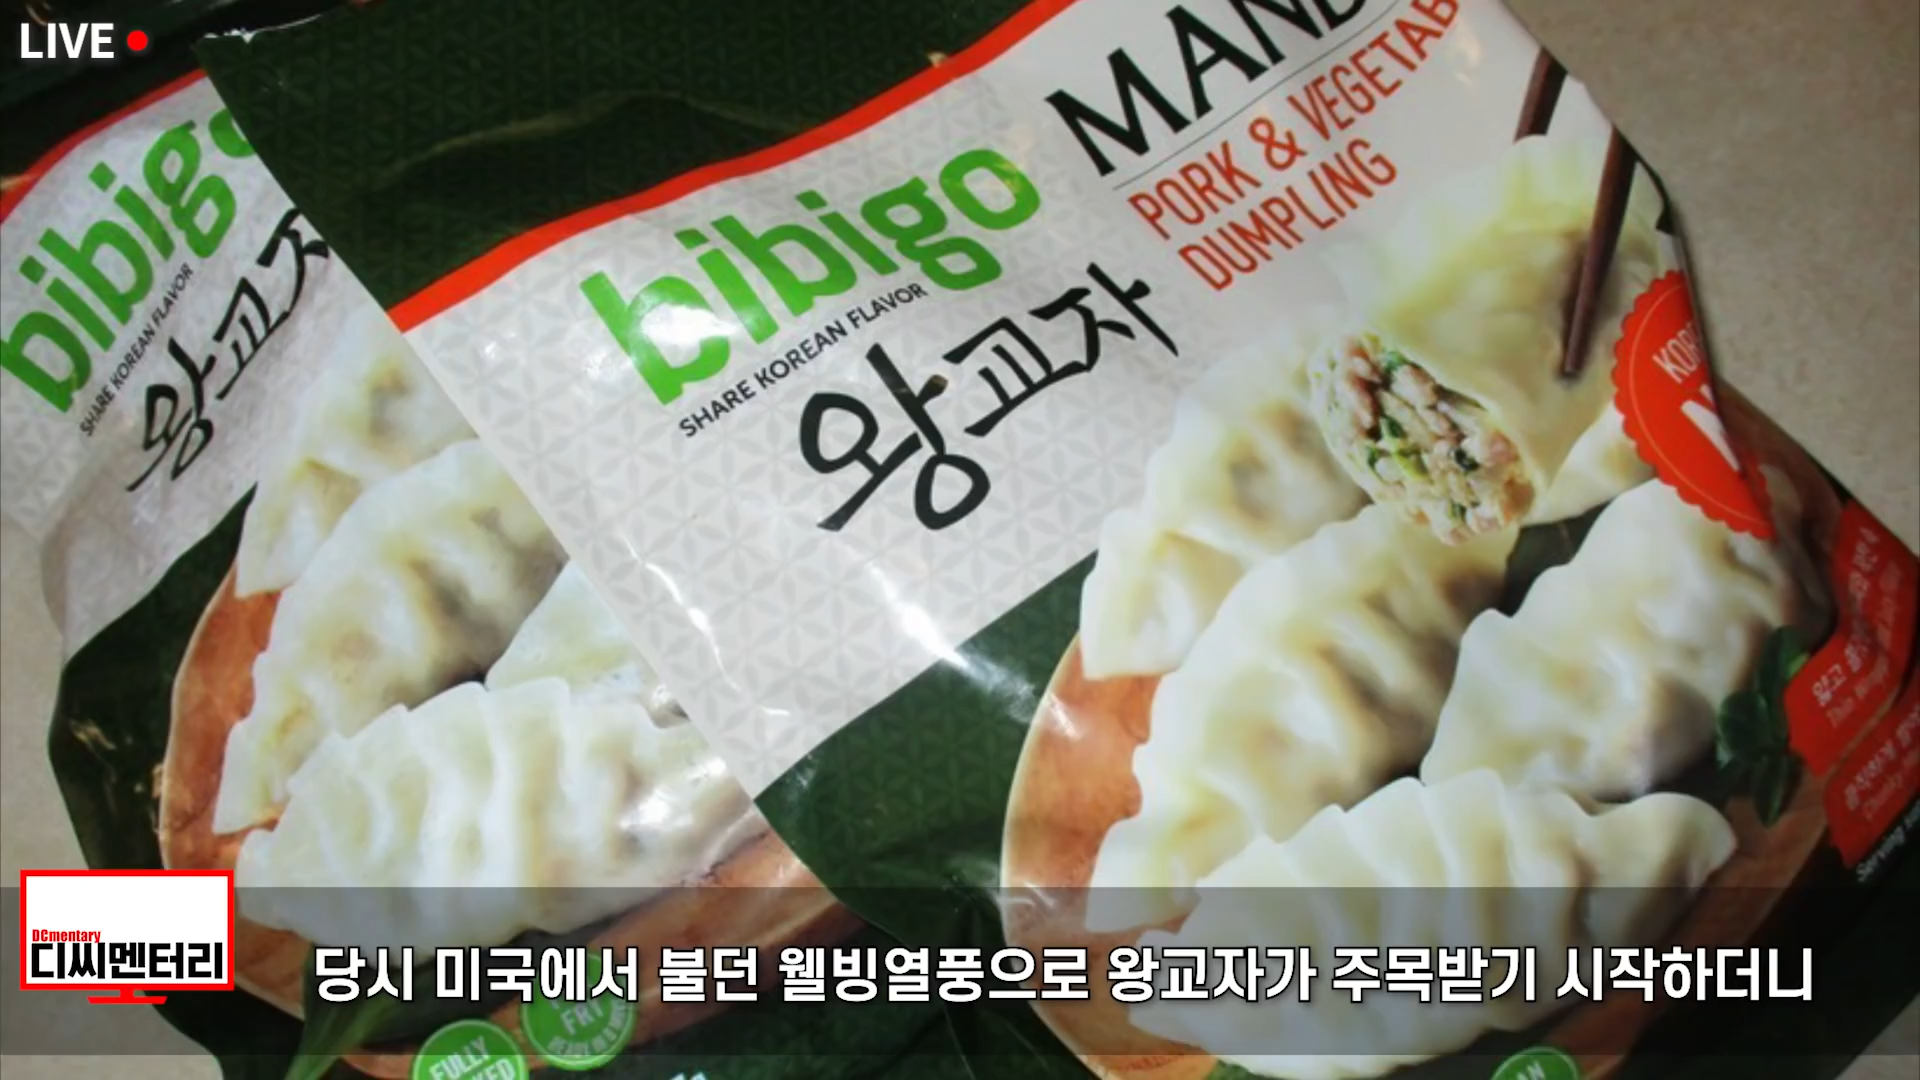 LIVE
bibigo
SHARE KOREAN FLAVOR
왕교자
bibigo
SHARE KOREAN FLAVOR
왕교자
PORK & VEGETAB
DUMPLING
FULLY
FRY
DCmentary
디씨멘터리
당시 미국에서 불던 웰빙열풍으로 왕교자가 주목받기 시작하더니